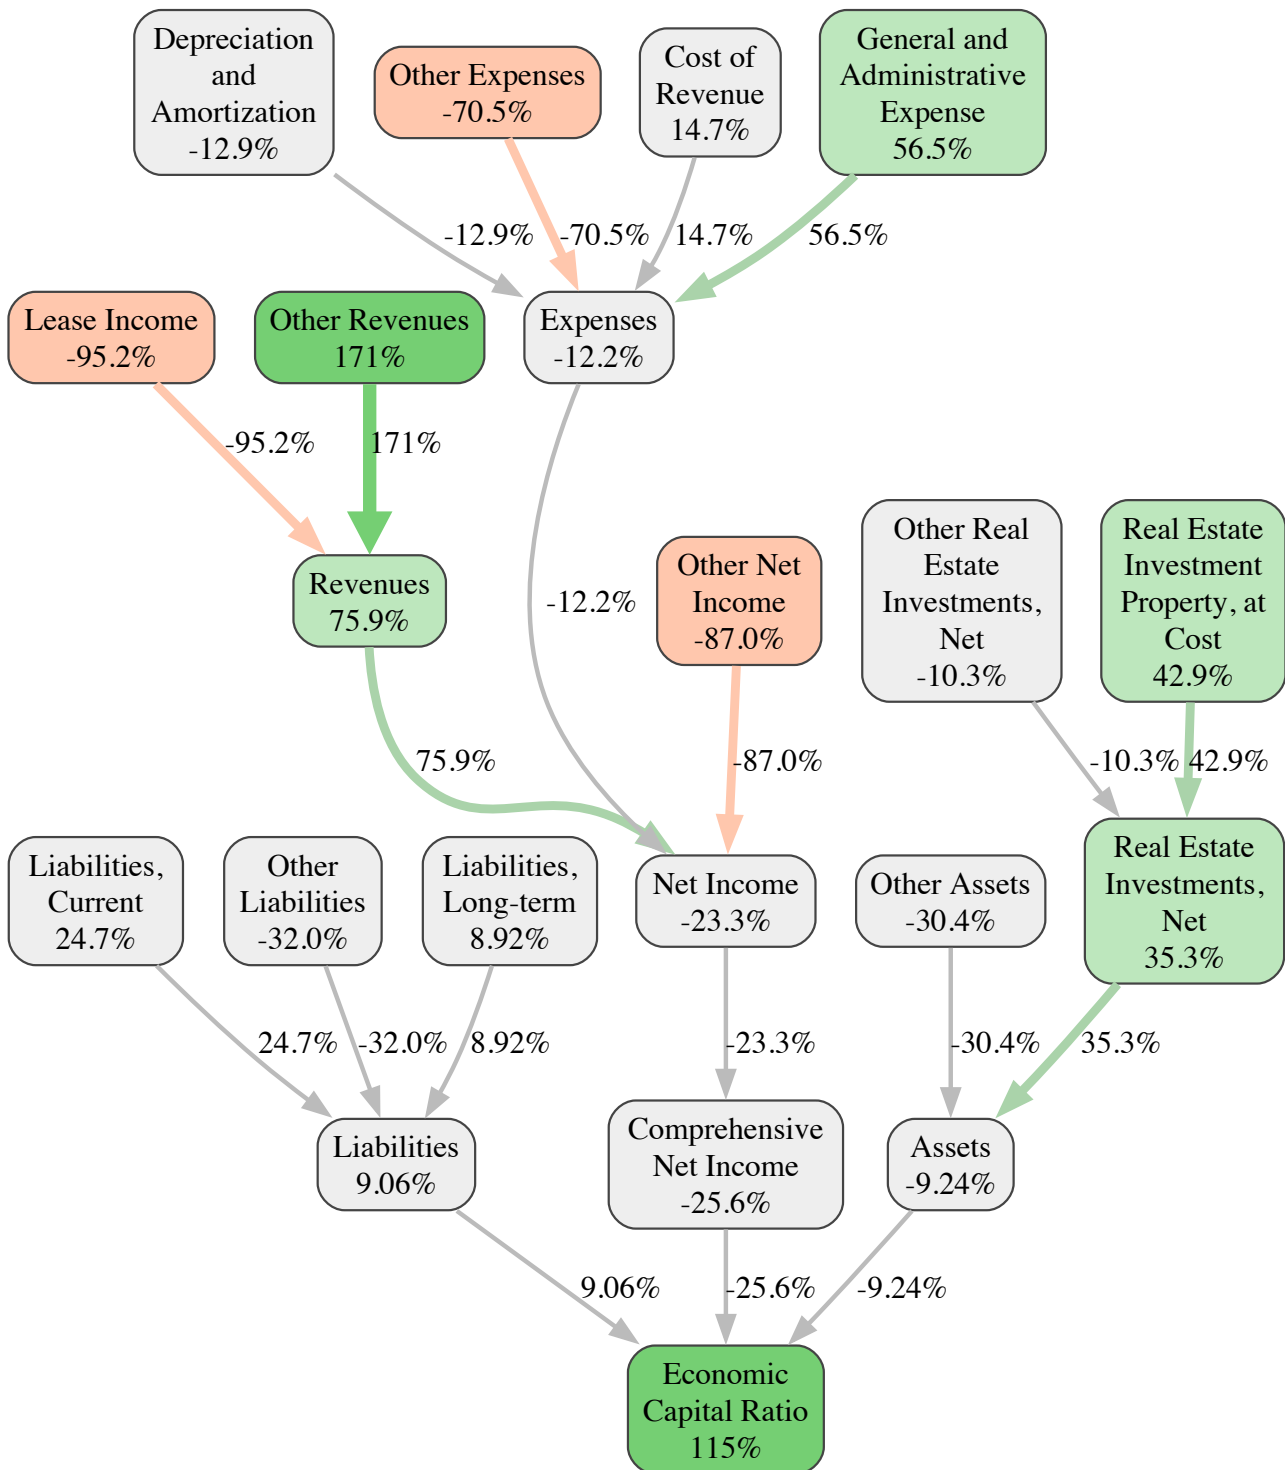 Depreciation
and
Amortization
-12.9%
Other Expenses
-70.5%
Cost of
Revenue
14.7%
General and
Administrative
Expense
56.5%
-12.9%
-70.5%
14.7%
56.5%
Lease Income
-95.2%
Other Revenues
171%
Expenses
-12.2%
-95.2%
171%
Revenues
75.9%
-12.2%
Other Net
Income
-87.0%
Other Real
Estate
Investments,
Net
-10.3%
Real Estate
Investment
Property, at
Cost
42.9%
75.9%
-87.0%
-10.3%
42.9%
Liabilities,
Current
24.7%
Other
Liabilities
-32.0%
Liabilities,
Long-term
8.92%
Net Income
-23.3%
Other Assets
-30.4%
Real Estate
Investments,
Net
35.3%
24.7%
-32.0%
8.92%
-23.3%
-30.4%
35.3%
Liabilities
9.06%
Comprehensive
Net Income
-25.6%
Assets
-9.24%
9.06%
-25.6%
-9.24%
Economic
Capital Ratio
115%